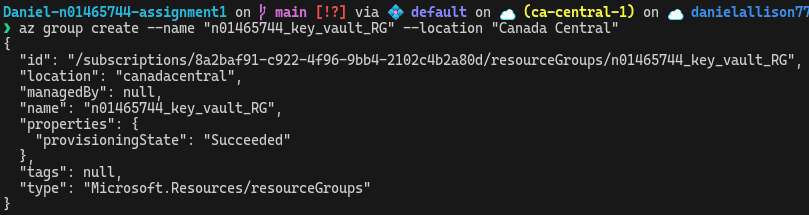 Daniel-n01465744-assignment1 on main [!?] via default on (ca-central-1) on danielallison77
❯ az group create --name "n01465744_key_vault_RG" --location "Canada Central"
{
  "id": "/subscriptions/8a2baf91-c922-4f96-9bb4-2102c4b2a80d/resourceGroups/n01465744_key_vault_RG",
  "location": "canadacentral",
  "managedBy": null,
  "name": "n01465744_key_vault_RG",
  "properties": {
    "provisioningState": "Succeeded"
  },
  "tags": null,
  "type": "Microsoft.Resources/resourceGroups"
}